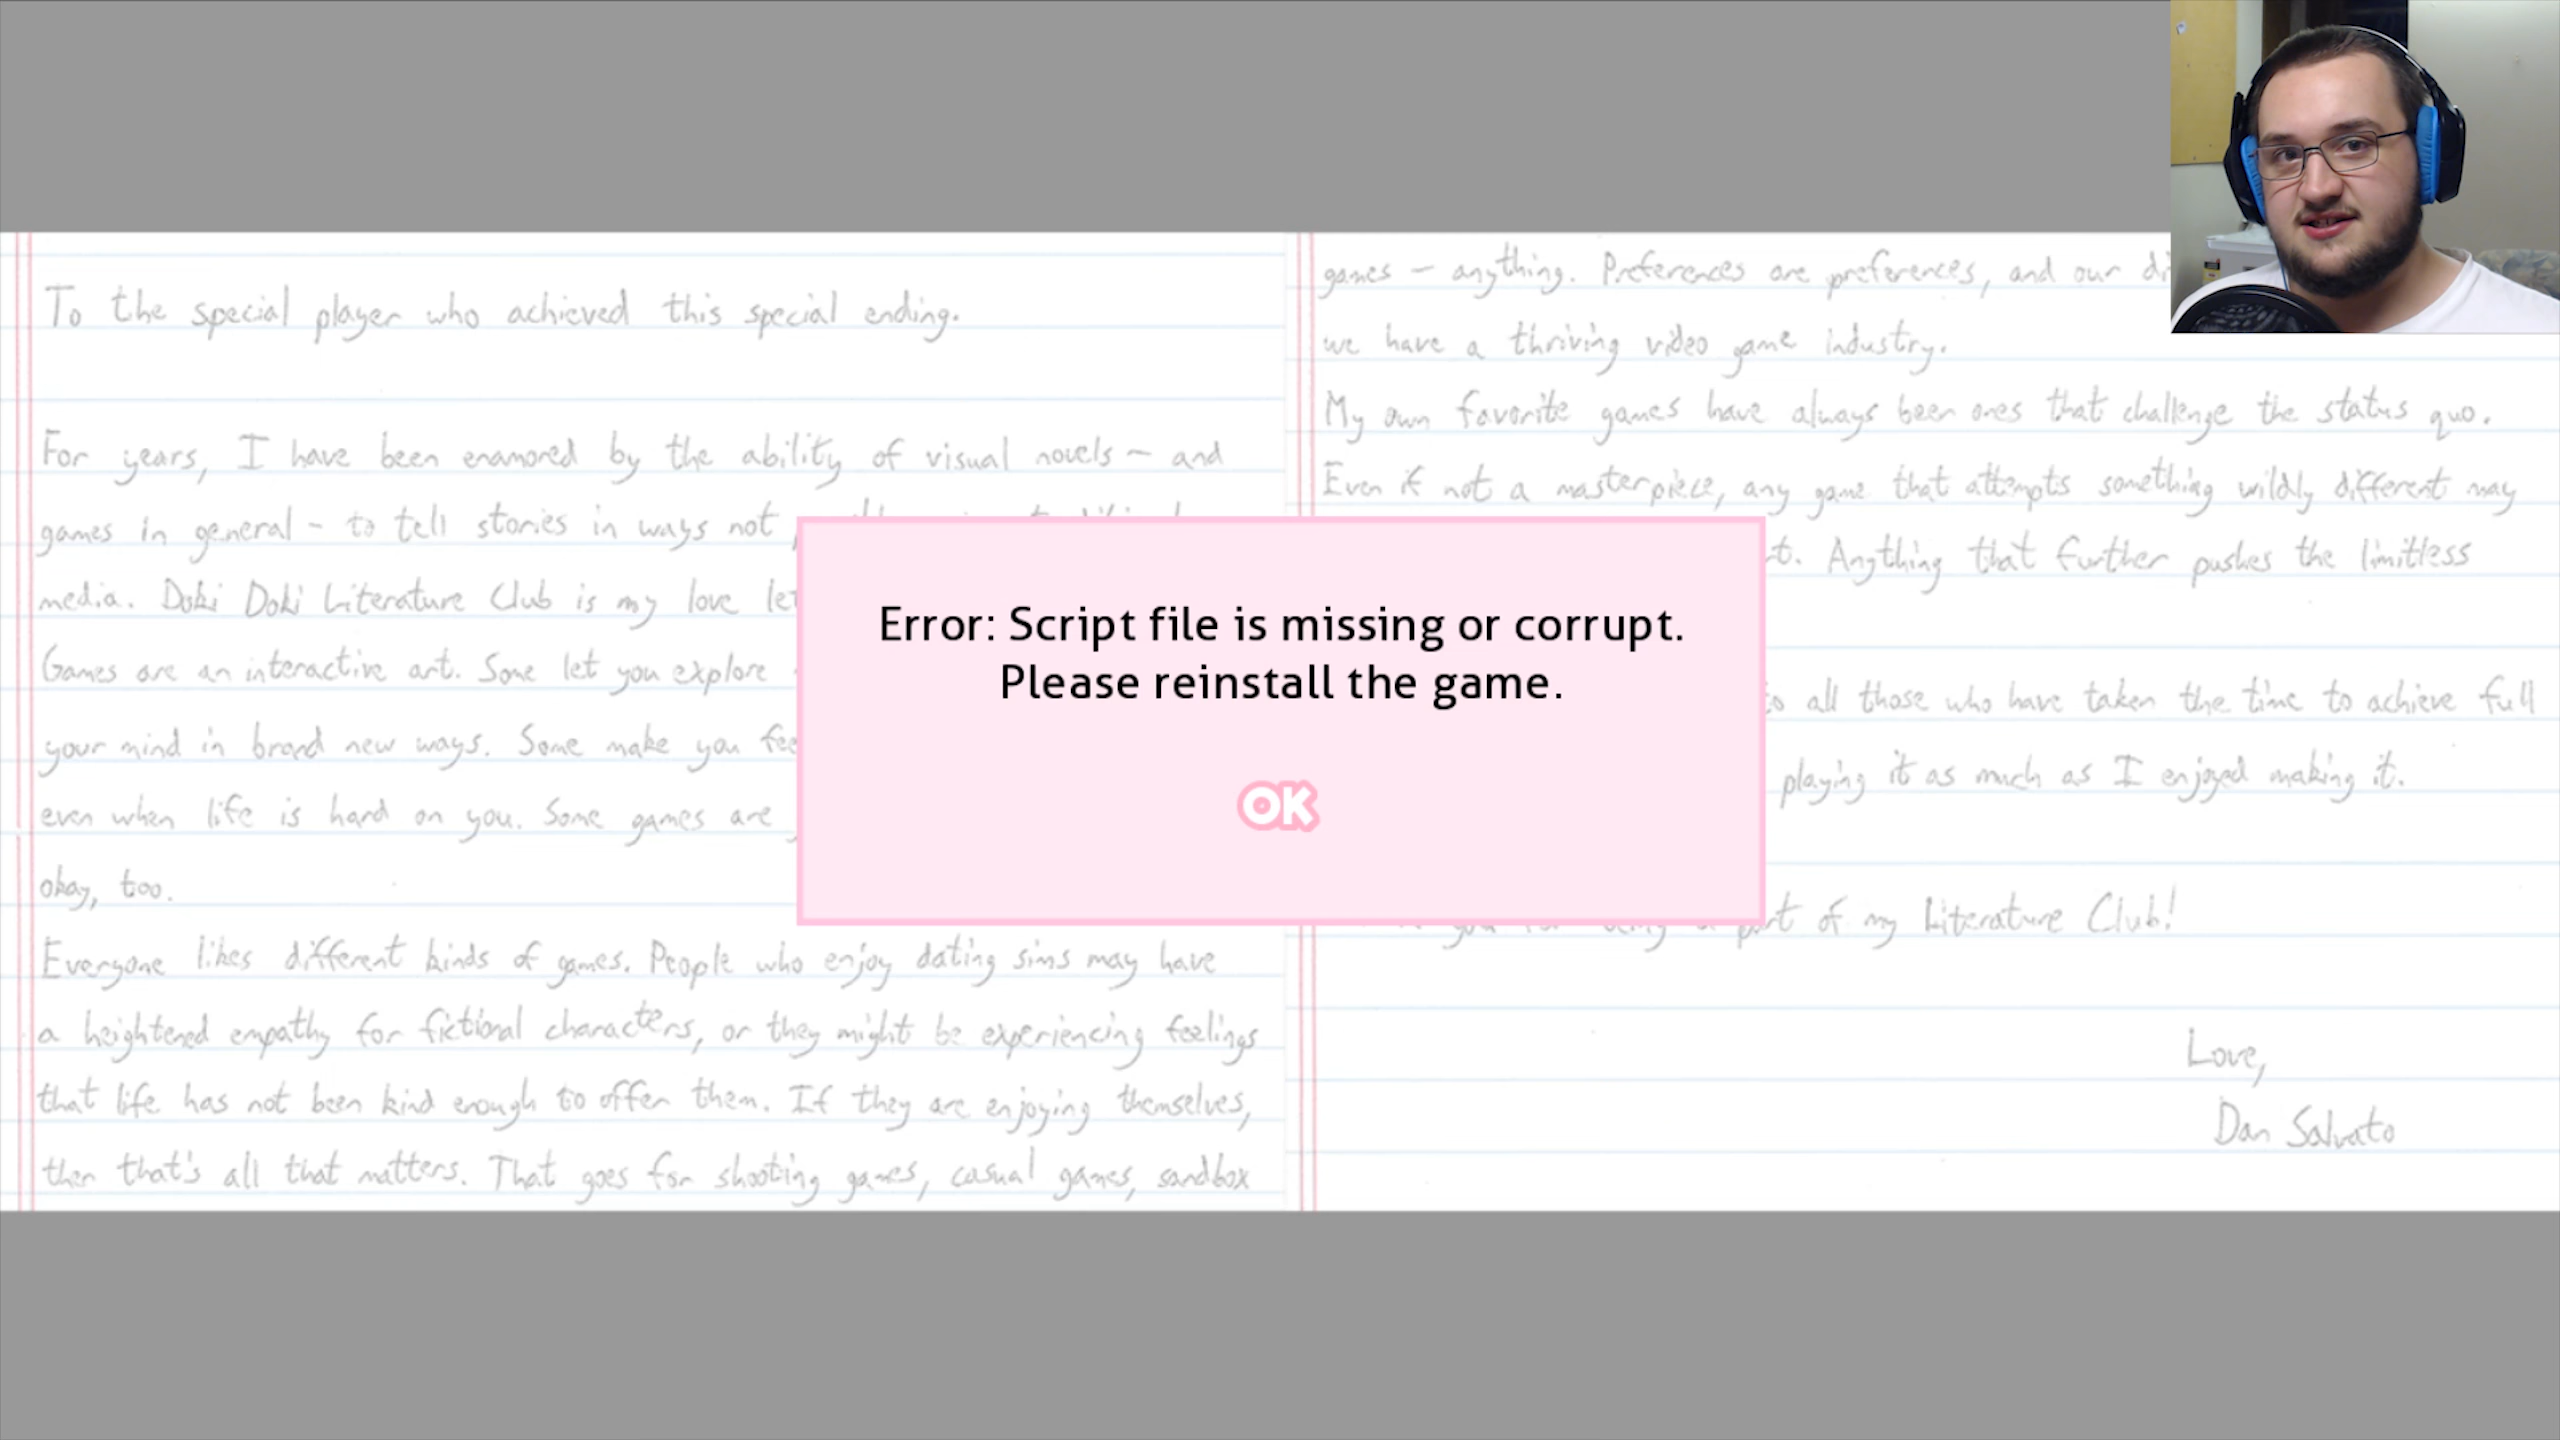 To the special player who achieved this special ending.
For years, I have been enamored by the ability of visual novels - and
games in general - to tell stories in ways not
media. Doki Doki Literature Club is my love
Games are an interactive art. Some let you explore
your mind in brand new ways. Some make you
even when life is hard on you. Some games are
okay, too.
Everyone likes different kinds of games. People who enjoy dating sims may have
a heightened empathy for fictional characters, or they might be experiencing feelings
that life has not been kind enough to offer them. If they are enjoying themselves,
then that's all that matters. That goes for shooting games, casual games, sandbox
games - anything. Preferences are preferences, and our
we have a thriving video game industry.
My own favorite games have always been ones that challenge the status quo.
Even if not a masterpiece, any game that attempts something wildly different may
Anything that further pushes the limitless
all those who have taken the time to achieve full
playing it as much as I enjoyed making it.
of my Literature Club!
Love,
Dan Salvato
Error: Script file is missing or corrupt.
Please reinstall the game.
OK